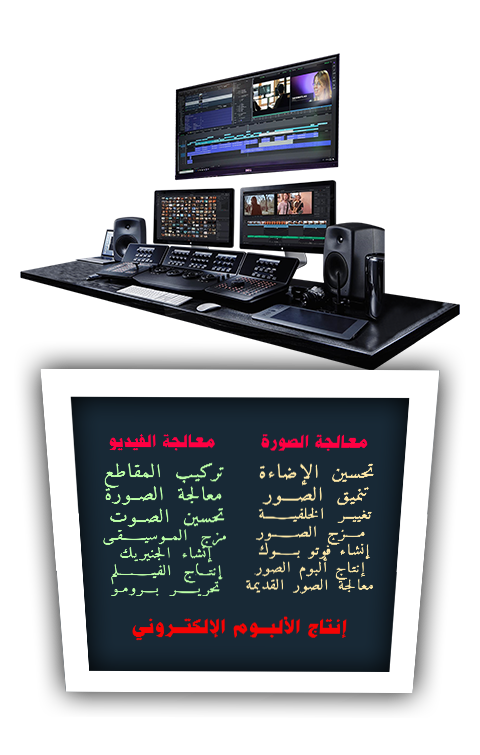 معالجة الصورة
تحسين الإضاءة
تنميق الصور
تغيير الخلفية
مزج الصور
إنشاء فوتو بوك
إنتاج ألبوم الصور
معالجة الصور القديمة
معالجة الفيديو
تركيب المقاطع
معالجة الصورة
تحسين الصوت
مزج الموسيقى
إنشاء الجنيريك
إنتاج الفيلم
تحرير برومو
إنتاج الألبوم الإلكتروني